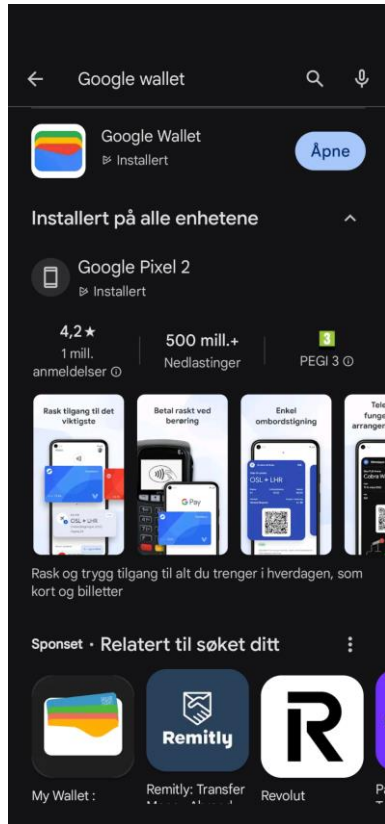 Google wallet
Google Wallet
Installert
Åpne
Installert på alle enhetene
Google Pixel 2
Installert
4,2★
1 mill.
anmeldelser
500 mill.+
Nedlastinger
3
PEGI 3
Rask tilgang til det
viktigste
OSL LHR
Betal raskt ved
berøring
G Pay
Enkel
ombordstigning
OSL LHR
Rask og trygg tilgang til alt du trenger i hverdagen, som
kort og billetter
Sponset • Relatert til søket ditt
Remitly
R
My Wallet :
Remitly: Transfer
Revolut